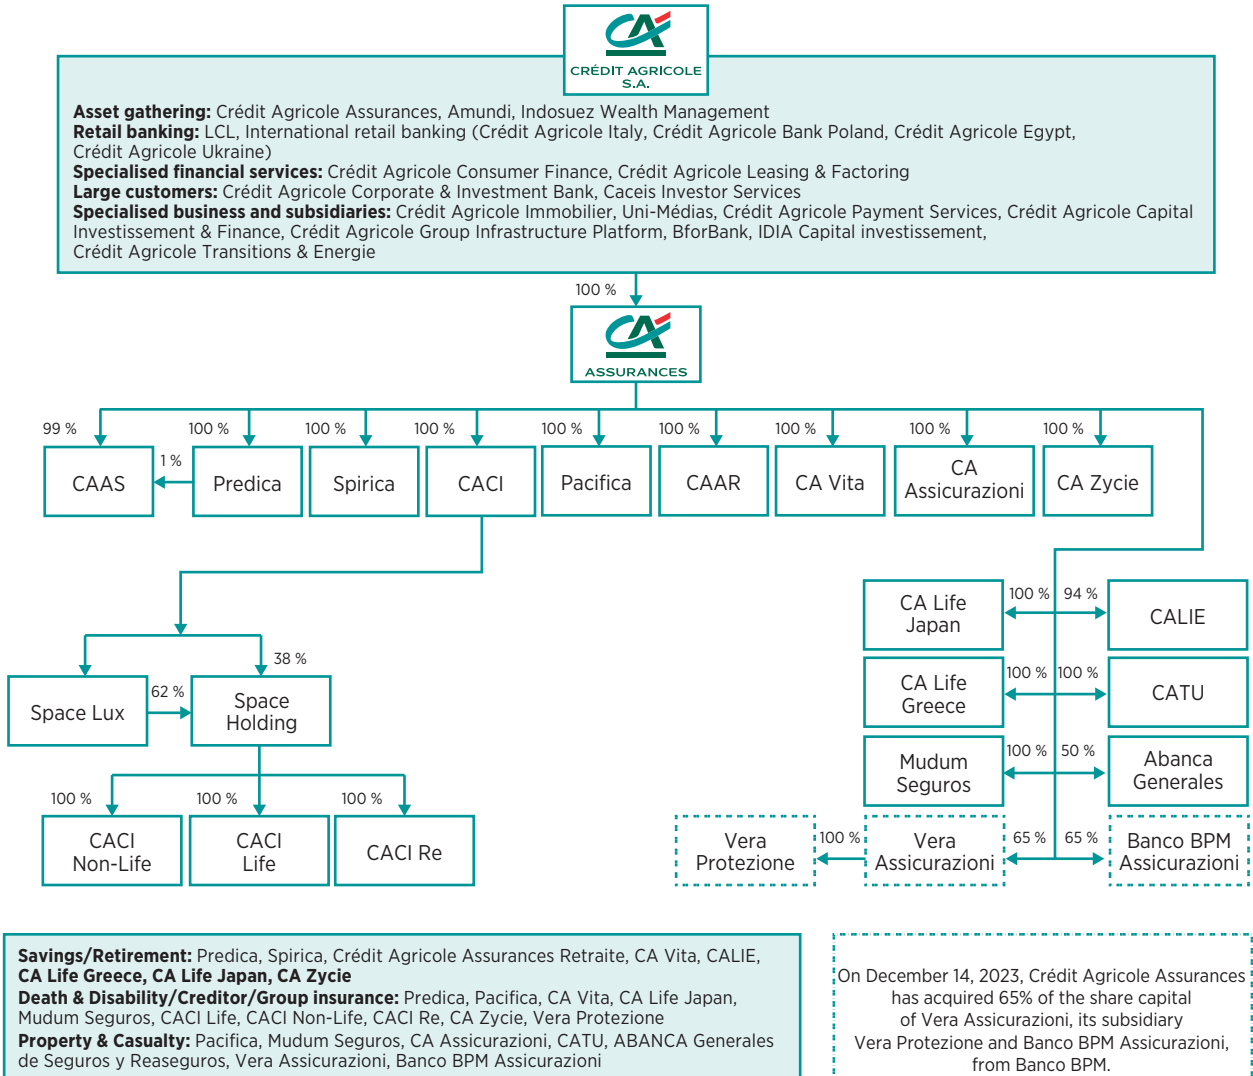 CA
CRÉDIT AGRICOLE
S.A.
Asset gathering: Crédit Agricole Assurances, Amundi, Indosuez Wealth Management
Retail banking: LCL, International retail banking (Crédit Agricole Italy, Crédit Agricole Bank Poland, Crédit Agricole Egypt,
Crédit Agricole Ukraine)
Specialised financial services: Crédit Agricole Consumer Finance, Crédit Agricole Leasing & Factoring
Large customers: Crédit Agricole Corporate & Investment Bank, Caceis Investor Services
Specialised business and subsidiaries: Crédit Agricole Immobilier, Uni-Médias, Crédit Agricole Payment Services, Crédit Agricole Capital
Investissement & Finance, Crédit Agricole Group Infrastructure Platform, BforBank, IDIA Capital investissement,
Crédit Agricole Transitions & Energie
100 %
CA
ASSURANCES
99 %
100 %
100 %
100 %
100 %
100 %
100 %
100 %
100 %
CAAS
1 %
Predica
Spirica
CACI
Pacifica
CAAR
CA Vita
CA
Assicurazioni
CA Zycie
CA Life
Japan
100 %
94 %
CALIE
38 %
Space Lux
62 %
Space
Holding
CA Life
Greece
100 %
100 %
CATU
Mudum
Seguros
100 %
50 %
Abanca
Generales
100 %
100 %
100 %
CACI
Non-Life
CACI
Life
CACI Re
Vera
Protezione
100 %
Vera
Assicurazioni
65 %
65 %
Banco BPM
Assicurazioni
Savings/Retirement: Predica, Spirica, Crédit Agricole Assurances Retraite, CA Vita, CALIE,
CA Life Greece, CA Life Japan, CA Zycie
Death & Disability/Creditor/Group insurance: Predica, Pacifica, CA Vita, CA Life Japan,
Mudum Seguros, CACI Life, CACI Non-Life, CACI Re, CA Zycie, Vera Protezione
Property & Casualty: Pacifica, Mudum Seguros, CA Assicurazioni, CATU, ABANCA Generales
de Seguros y Reaseguros, Vera Assicurazioni, Banco BPM Assicurazioni
On December 14, 2023, Crédit Agricole Assurances
has acquired 65% of the share capital
of Vera Assicurazioni, its subsidiary
Vera Protezione and Banco BPM Assicurazioni,
from Banco BPM.